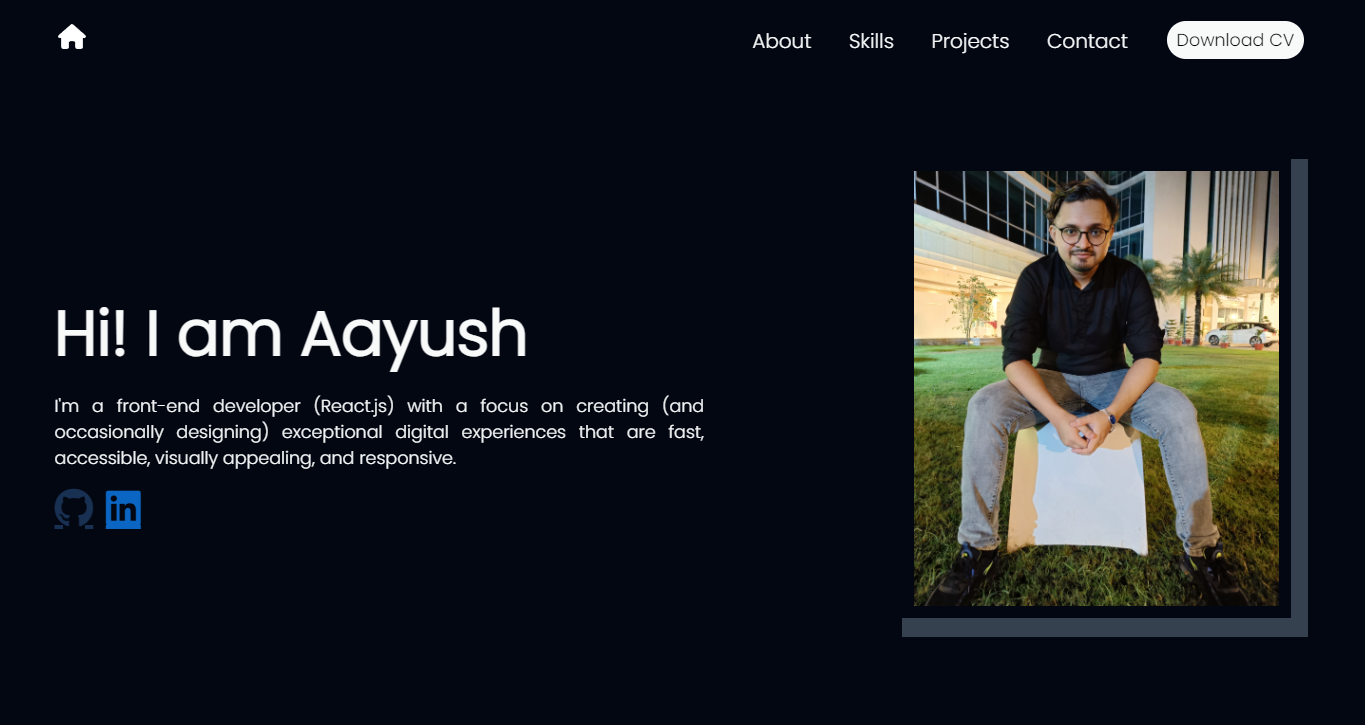 About Skills Projects Contact Download CV
Hi! I am Aayush
I'm a front-end developer (React.js) with a focus on creating (and
occasionally designing) exceptional digital experiences that are fast,
accessible, visually appealing, and responsive.
in